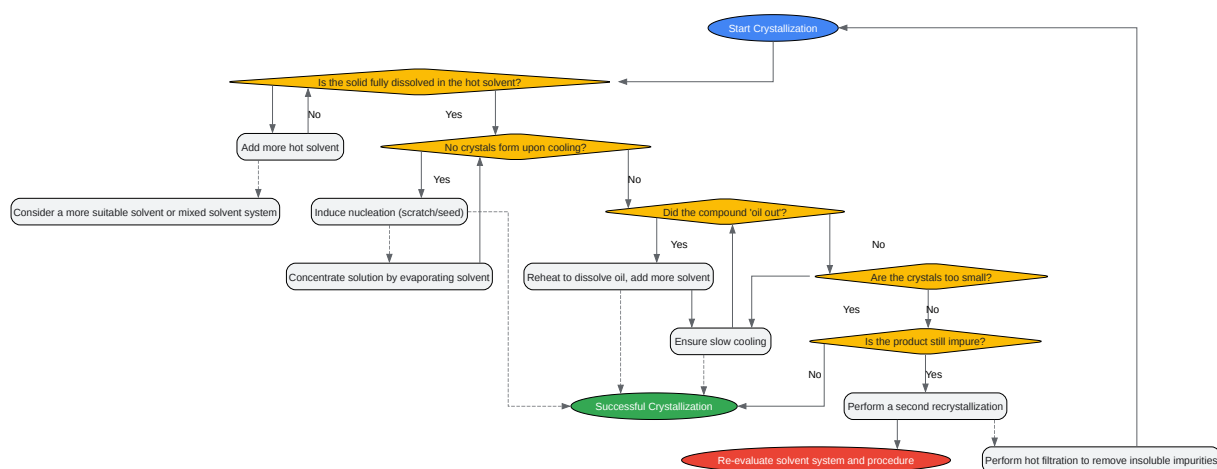 Start Crystallization
Is the solid fully dissolved in the hot solvent?
No
Yes
Add more hot solvent
No crystals form upon cooling?
Yes
No
Consider a more suitable solvent or mixed solvent system
Induce nucleation (scratch/seed)
Did the compound 'oil out'?
Yes
No
Concentrate solution by evaporating solvent
Reheat to dissolve oil, add more solvent
Are the crystals too small?
Yes
No
Ensure slow cooling
Is the product still impure?
No
Yes
Successful Crystallization
Perform a second recrystallization
Re-evaluate solvent system and procedure
Perform hot filtration to remove insoluble impurities